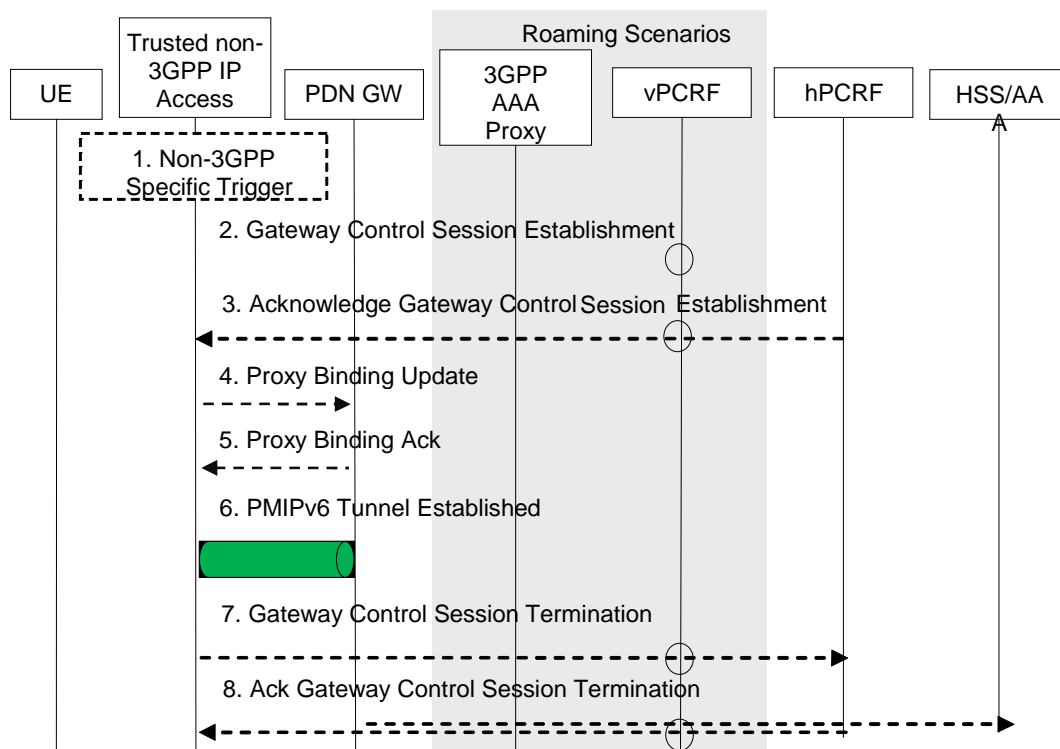 Roaming Scenarios
UE
Trusted non-
3GPP IP
Access
PDN GW
3GPP
AAA
Proxy
vPCRF
hPCRF
HSS/AA
A
1. Non-3GPP
Specific Trigger
2. Gateway Control Session Establishment
3. Acknowledge Gateway Control Session Establishment
4. Proxy Binding Update
5. Proxy Binding Ack
6. PMIPv6 Tunnel Established
7. Gateway Control Session Termination
8. Ack Gateway Control Session Termination